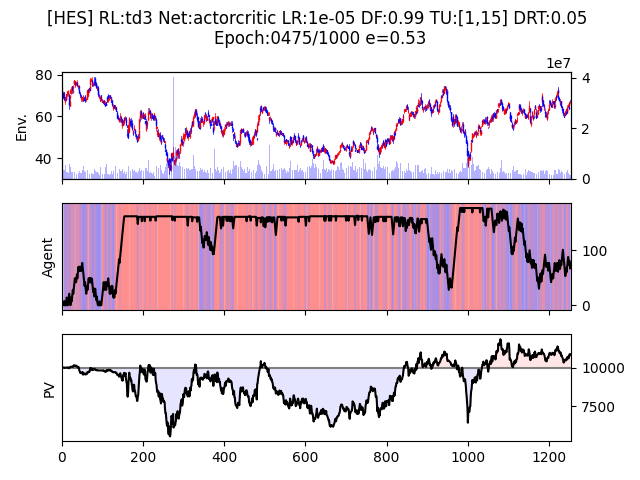 [HES] RL:td3 Net:actorcritic LR:1e-05 DF:0.99 TU:[1,15] DRT:0.05
Epoch:0475/1000 e=0.53
1e7
80
60
40
Env.
4
2
0
Agent
100
0
PV
10000
7500
0 200 400 600 800 1000 1200